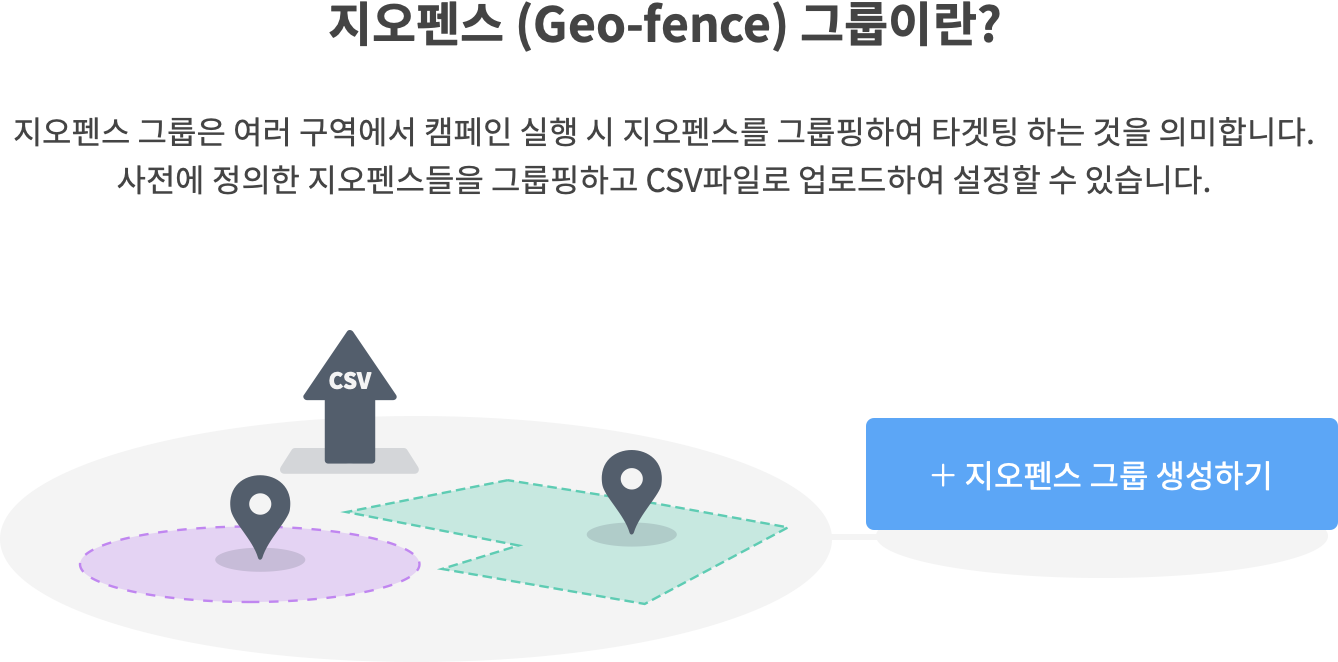 지오펜스 (Geo-fence) 그룹이란?
지오펜스 그룹은 여러 구역에서 캠페인 실행 시 지오펜스를 그룹핑하여 타겟팅 하는 것을 의미합니다.
사전에 정의한 지오펜스들을 그룹핑하고 CSV파일로 업로드하여 설정할 수 있습니다.
CSV
+ 지오펜스 그룹 생성하기